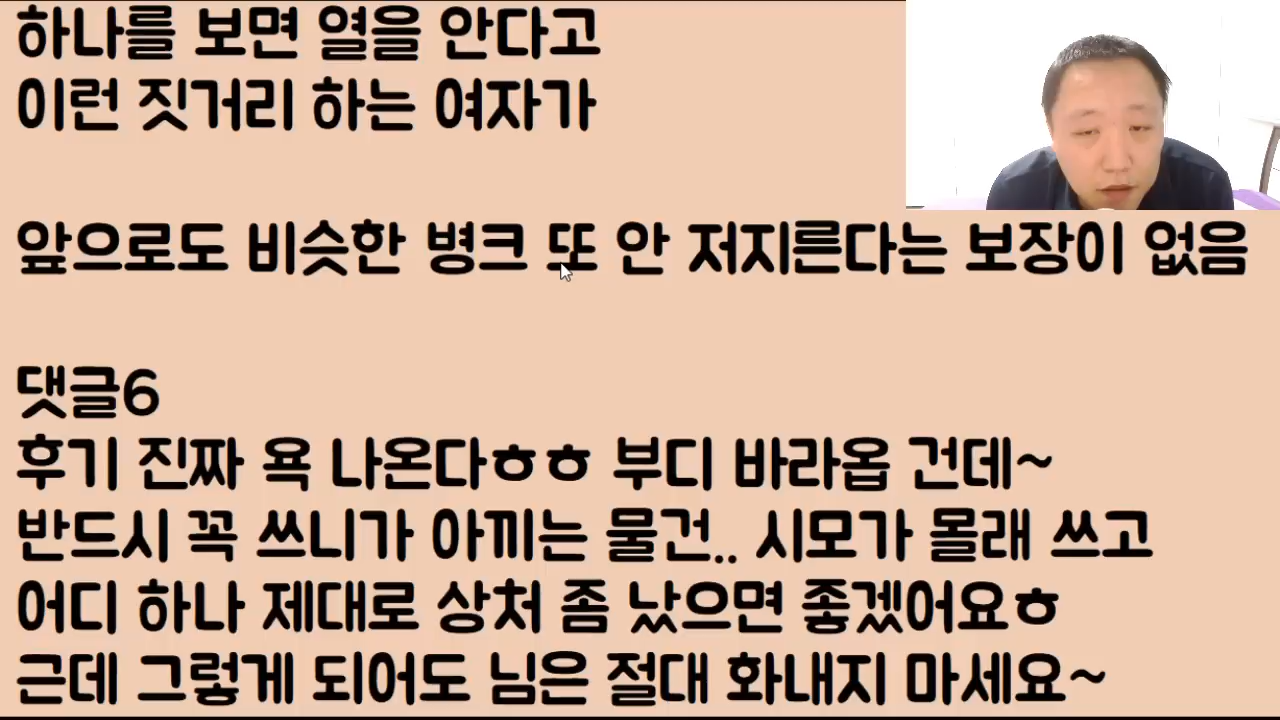 하나를 보면 열을 안다고
이런 짓거리 하는 여자가
앞으로도 비슷한 병크 또 안 저지른다는 보장이 없음
댓글6
후기 진짜 욕 나온다ㅎㅎ 부디 바라옵 건데~
반드시 꼭 쓰니가 아끼는 물건.. 시모가 몰래 쓰고
어디 하나 제대로 상처 좀 났으면 좋겠어요ㅎ
근데 그렇게 되어도 님은 절대 화내지 마세요~